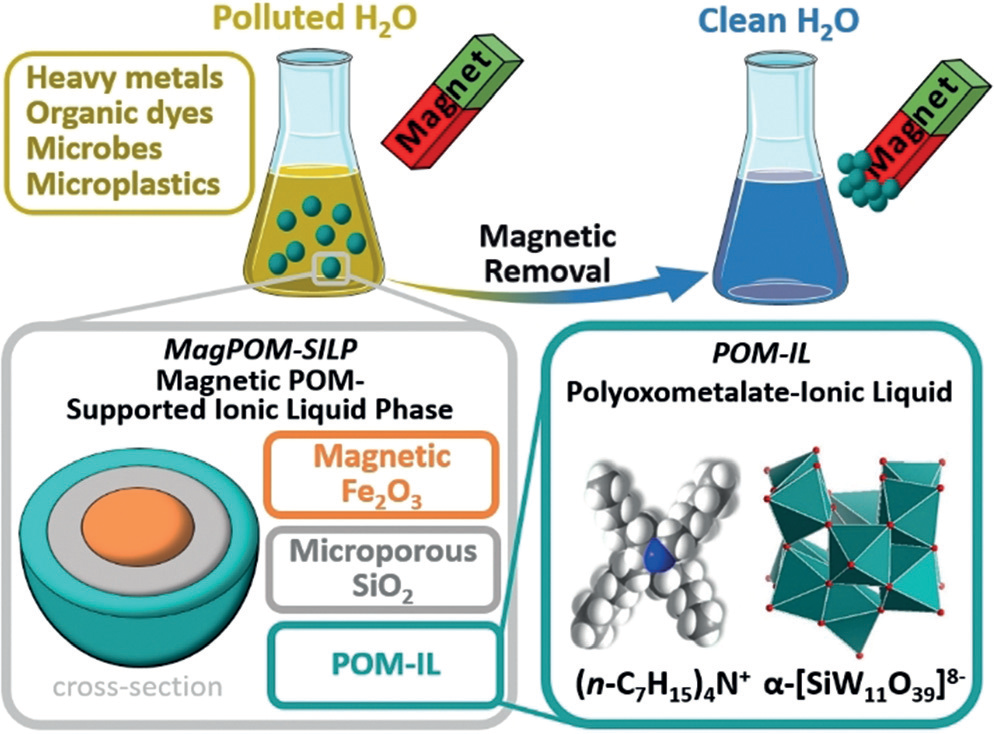 Polluted H₂O
Clean H₂O
Heavy metals
Organic dyes
Microbes
Microplastics
Magnet
Magnet
Magnetic
Removal
MagPOM-SILP
Magnetic POM-
Supported Ionic Liquid Phase
Magnetic
Fe₂O₃
Microporous
SiO₂
POM-IL
cross-section
POM-IL
Polyoxometalate-Ionic Liquid
(n-C₇H₁₅)₄N⁺ α-[SiW₁₁O₃₉]⁸⁻